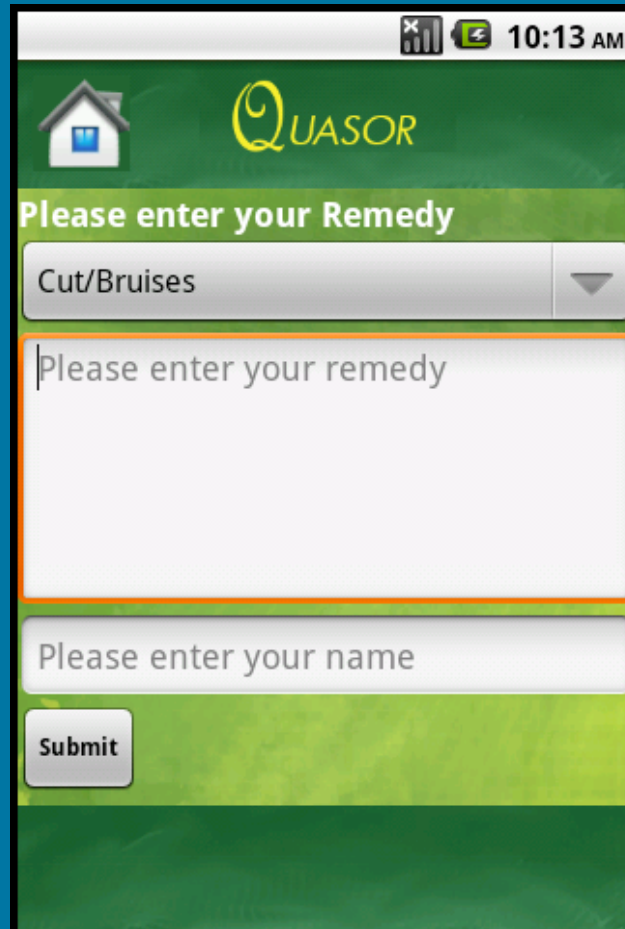 10:13 AM
QUASOR
Please enter your Remedy
Cut/Bruises
Please enter your remedy
Please enter your name
Submit